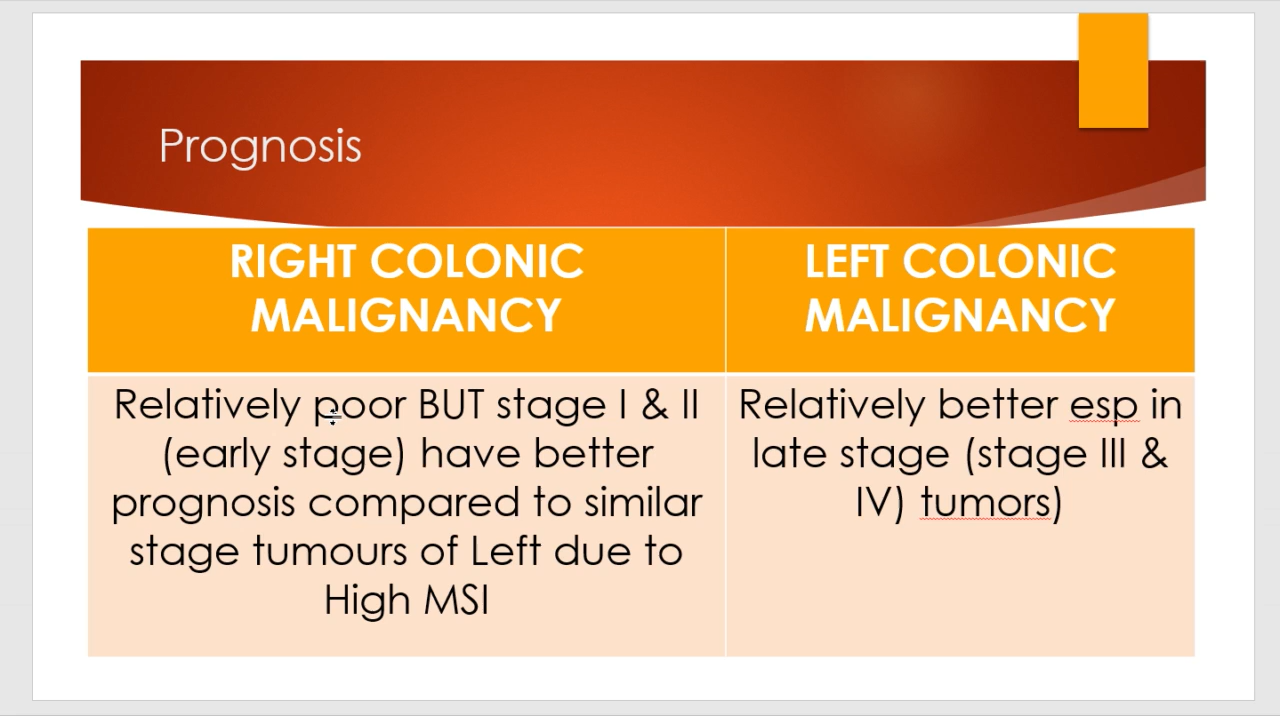 Prognosis
RIGHT COLONIC
MALIGNANCY
LEFT COLONIC
MALIGNANCY
Relatively poor BUT stage I & II
(early stage) have better
prognosis compared to similar
stage tumours of Left due to
High MSI
Relatively better esp in
late stage (stage III &
IV) tumors)